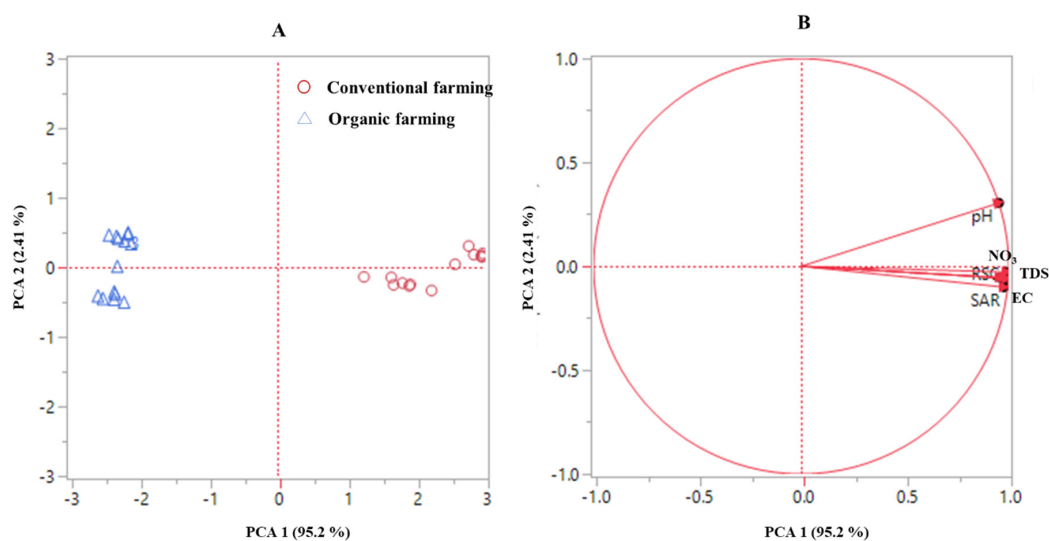 A
3
2
1
0
-1
-2
-3
-3
-2
-1
0
1
2
3
PCA 2 (2.41 %)
PCA 1 (95.2 %)
Conventional farming
Organic farming
B
1.0
0.5
0.0
-0.5
-1.0
-1.0
-0.5
0.0
0.5
1.0
PCA 2 (2.41 %)
PCA 1 (95.2 %)
pH
NO₃
RSC
TDS
SAR
EC